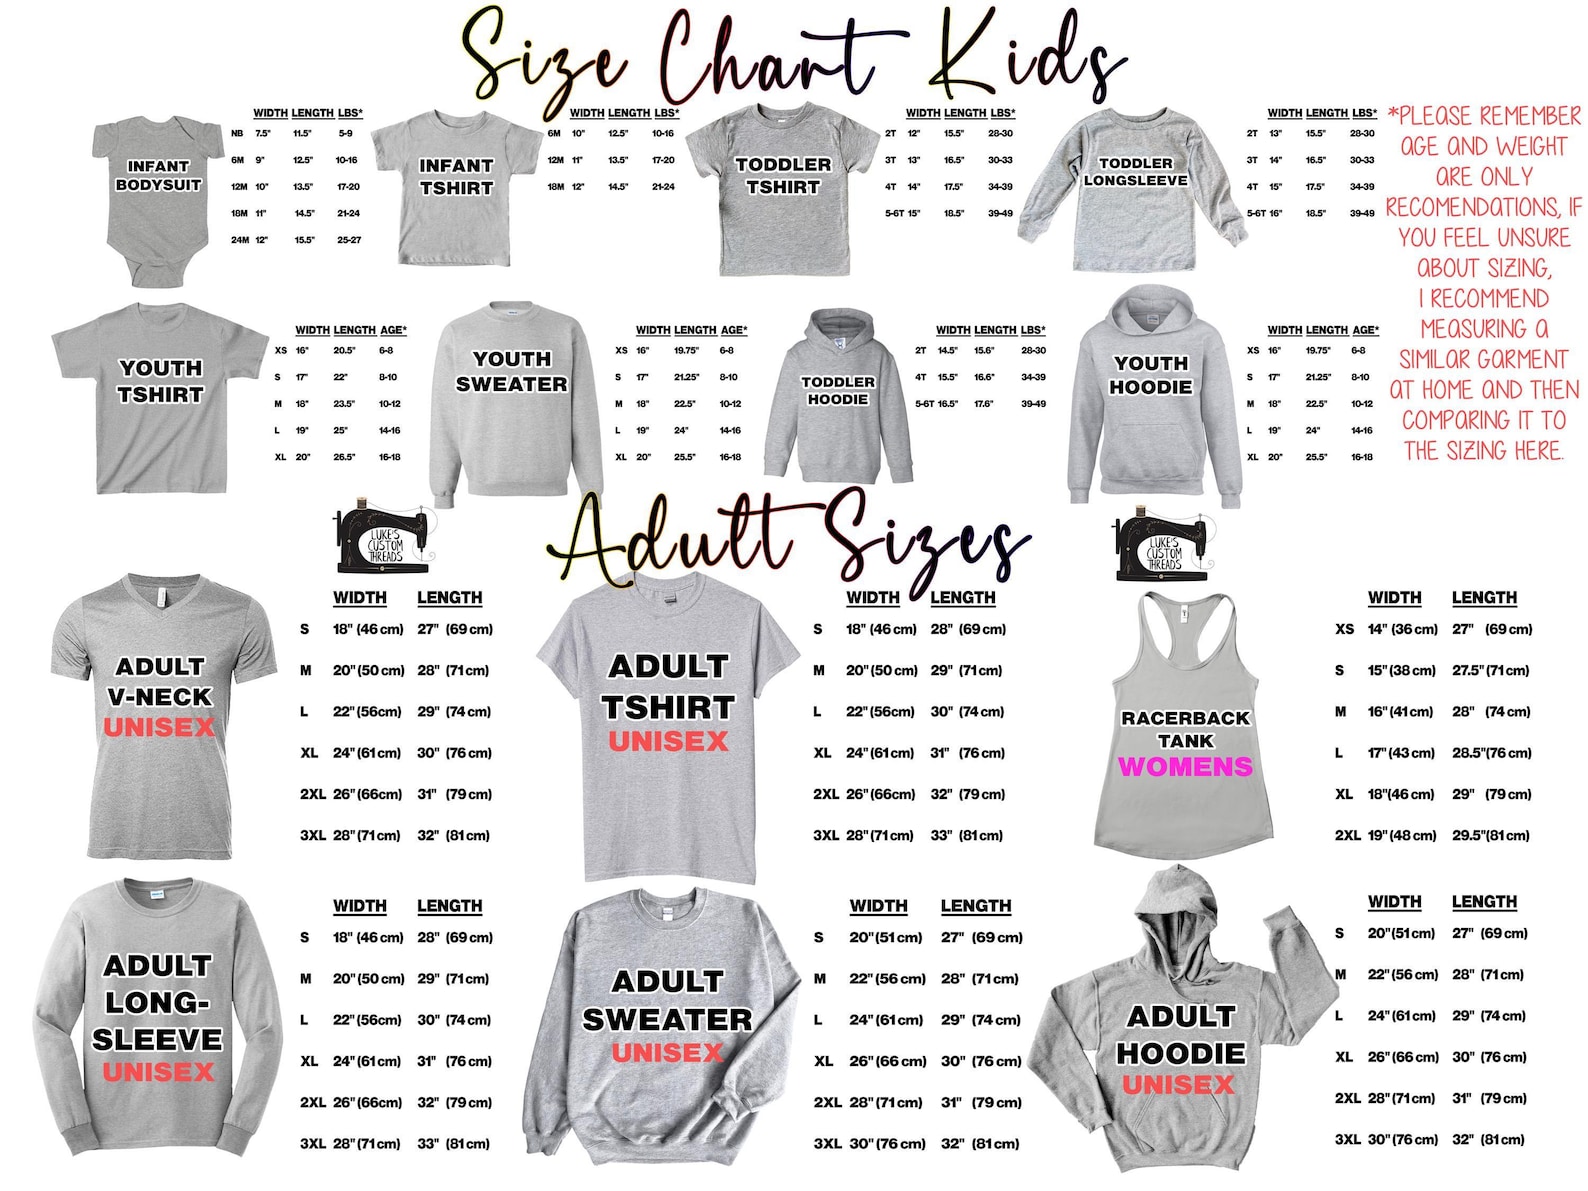 Size Chart Kids
INFANT
BODYSUIT
WIDTH LENGTH LBS*
NB 7.5" 11.5" 5-9
6M 9" 12.5" 10-16
12M 10" 13.5" 17-20
18M 11" 14.5" 21-24
24M 12" 15.5" 25-27
INFANT
TSHIRT
WIDTH LENGTH LBS*
6M 10" 12.5" 10-16
12M 11" 13.5" 17-20
18M 12" 14.5" 21-24
TODDLER
TSHIRT
WIDTH LENGTH LBS*
2T 12" 15.5" 28-30
3T 13" 16.5" 30-33
4T 14" 17.5" 34-39
5-6T 15" 18.5" 39-49
TODDLER
LONGSLEEVE
WIDTH LENGTH LBS*
2T 13" 15.5" 28-30
3T 14" 16.5" 30-33
4T 15" 17.5" 34-39
5-6T 16" 18.5" 39-49
*PLEASE REMEMBER
AGE AND WEIGHT
ARE ONLY
RECOMENDATIONS, IF
YOU FEEL UNSURE
ABOUT SIZING,
I RECOMMEND
MEASURING A
SIMILAR GARMENT
AT HOME AND THEN
COMPARING IT TO
THE SIZING HERE.
YOUTH
TSHIRT
WIDTH LENGTH AGE*
XS 16" 20.5" 6-8
S 17" 22" 8-10
M 18" 23.5" 10-12
L 19" 25" 14-16
XL 20" 26.5" 16-18
YOUTH
SWEATER
WIDTH LENGTH AGE*
XS 16" 19.75" 6-8
S 17" 21.25" 8-10
M 18" 22.5" 10-12
L 19" 24" 14-16
XL 20" 25.5" 16-18
TODDLER
HOODIE
WIDTH LENGTH LBS*
2T 14.5" 15.6" 28-30
4T 15.5" 16.6" 34-39
5-6T 16.5" 17.6" 39-49
YOUTH
HOODIE
WIDTH LENGTH AGE*
XS 16" 19.75" 6-8
S 17" 21.25" 8-10
M 18" 22.5" 10-12
L 19" 24" 14-16
XL 20" 25.5" 16-18
LUKE'S
CUSTOM
THREADS
Adult Sizes
LUKE'S
CUSTOM
THREADS
ADULT
V-NECK
UNISEX
WIDTH LENGTH
S 18" (46 cm) 27" (69 cm)
M 20" (50 cm) 28" (71 cm)
L 22" (56cm) 29" (74 cm)
XL 24" (61 cm) 30" (76 cm)
2XL 26" (66cm) 31" (79 cm)
3XL 28" (71 cm) 32" (81 cm)
ADULT
TSHIRT
UNISEX
WIDTH LENGTH
S 18" (46 cm) 28" (69 cm)
M 20" (50 cm) 29" (71 cm)
L 22" (56cm) 30" (74 cm)
XL 24" (61 cm) 31" (76 cm)
2XL 26" (66cm) 32" (79 cm)
3XL 28" (71 cm) 33" (81 cm)
RACERBACK
TANK
WOMENS
WIDTH LENGTH
XS 14" (36 cm) 27" (69 cm)
S 15" (38 cm) 27.5" (71 cm)
M 16" (41 cm) 28" (74 cm)
L 17" (43 cm) 28.5" (76 cm)
XL 18" (46 cm) 29" (79 cm)
2XL 19" (48 cm) 29.5" (81 cm)
ADULT
LONG-
SLEEVE
UNISEX
WIDTH LENGTH
S 18" (46 cm) 28" (69 cm)
M 20" (50 cm) 29" (71 cm)
L 22" (56cm) 30" (74 cm)
XL 24" (61 cm) 31" (76 cm)
2XL 26" (66cm) 32" (79 cm)
3XL 28" (71 cm) 33" (81 cm)
ADULT
SWEATER
UNISEX
WIDTH LENGTH
S 20" (51 cm) 27" (69 cm)
M 22" (56 cm) 28" (71 cm)
L 24" (61 cm) 29" (74 cm)
XL 26" (66 cm) 30" (76 cm)
2XL 28" (71 cm) 31" (79 cm)
3XL 30" (76 cm) 32" (81 cm)
ADULT
HOODIE
UNISEX
WIDTH LENGTH
S 20" (51 cm) 27" (69 cm)
M 22" (56 cm) 28" (71 cm)
L 24" (61 cm) 29" (74 cm)
XL 26" (66 cm) 30" (76 cm)
2XL 28" (71 cm) 31" (79 cm)
3XL 30" (76 cm) 32" (81 cm)